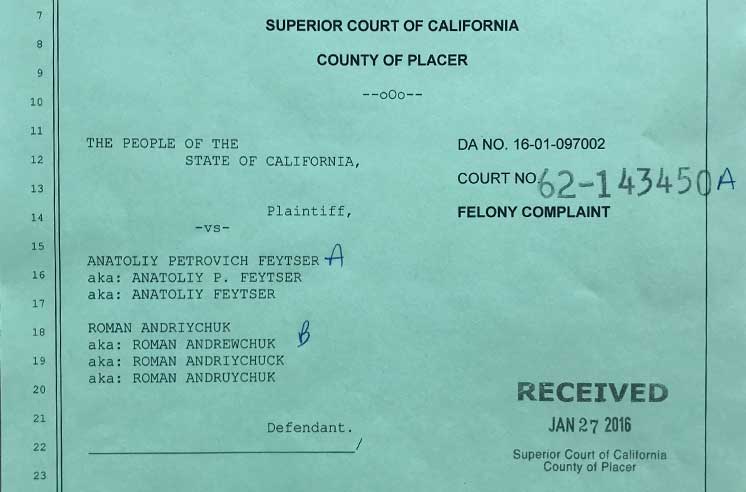 7
SUPERIOR COURT OF CALIFORNIA
8
COUNTY OF PLACER
9
--oOo--
10
11
THE PEOPLE OF THE
DA NO. 16-01-097002
12
STATE OF CALIFORNIA,
COURT NO. 62-143450 A
13
Plaintiff,
FELONY COMPLAINT
14
-vs-
15
ANATOLIY PETROVICH FEYTSER A
16
aka: ANATOLIY P. FEYTSER
aka: ANATOLIY FEYTSER
17
18
ROMAN ANDRIYCHUK
aka: ROMAN ANDREWCHUK B
19
aka: ROMAN ANDRIYCHUCK
aka: ROMAN ANDRUYCHUK
20
RECEIVED
21
Defendant.
JAN 27 2016
22
/
Superior Court of California
County of Placer
23